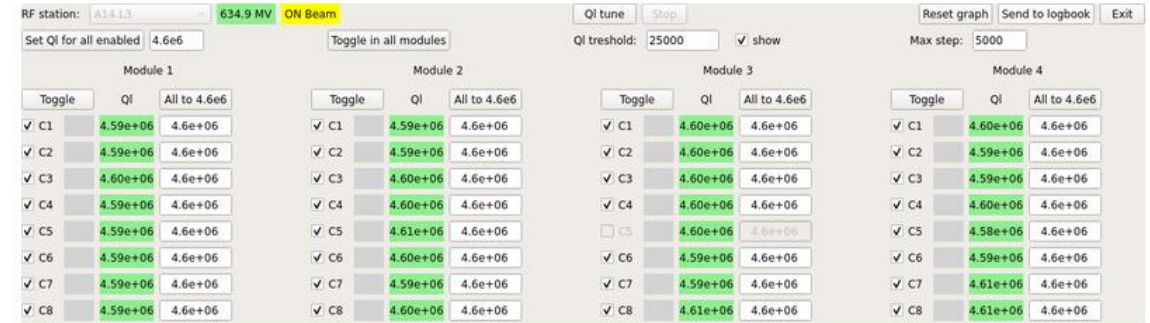 RF station: A14.L3 634.9 MV ON Beam Ql tune Stop Reset graph Send to logbook Exit
Set Ql for all enabled 4.6e6 Toggle in all modules Ql treshold: 25000 show Max step: 5000
Module 1 Module 2 Module 3 Module 4
Toggle Ql All to 4.6e6 Toggle Ql All to 4.6e6 Toggle Ql All to 4.6e6 Toggle Ql All to 4.6e6
C1 4.59e+06 4.6e+06 C1 4.59e+06 4.6e+06 C1 4.60e+06 4.6e+06 C1 4.60e+06 4.6e+06
C2 4.59e+06 4.6e+06 C2 4.59e+06 4.6e+06 C2 4.60e+06 4.6e+06 C2 4.59e+06 4.6e+06
C3 4.60e+06 4.6e+06 C3 4.60e+06 4.6e+06 C3 4.60e+06 4.6e+06 C3 4.59e+06 4.6e+06
C4 4.59e+06 4.6e+06 C4 4.60e+06 4.6e+06 C4 4.60e+06 4.6e+06 C4 4.60e+06 4.6e+06
C5 4.59e+06 4.6e+06 C5 4.61e+06 4.6e+06 C5 4.60e+06 4.6e+06 C5 4.58e+06 4.6e+06
C6 4.59e+06 4.6e+06 C6 4.60e+06 4.6e+06 C6 4.59e+06 4.6e+06 C6 4.60e+06 4.6e+06
C7 4.59e+06 4.6e+06 C7 4.59e+06 4.6e+06 C7 4.60e+06 4.6e+06 C7 4.61e+06 4.6e+06
C8 4.59e+06 4.6e+06 C8 4.60e+06 4.6e+06 C8 4.61e+06 4.6e+06 C8 4.61e+06 4.6e+06